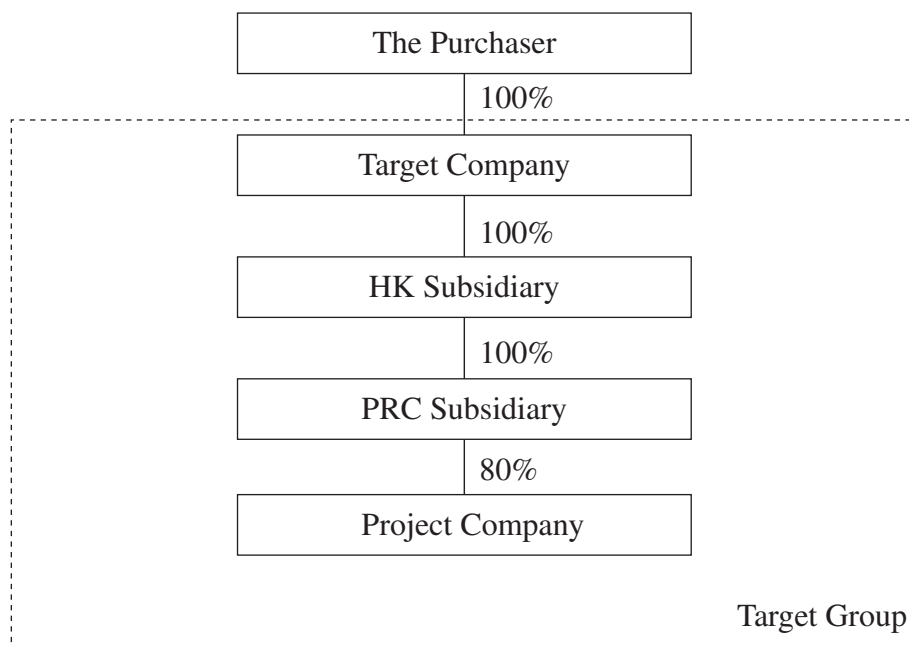 The Purchaser
100%
Target Company
100%
HK Subsidiary
100%
PRC Subsidiary
80%
Project Company
Target Group